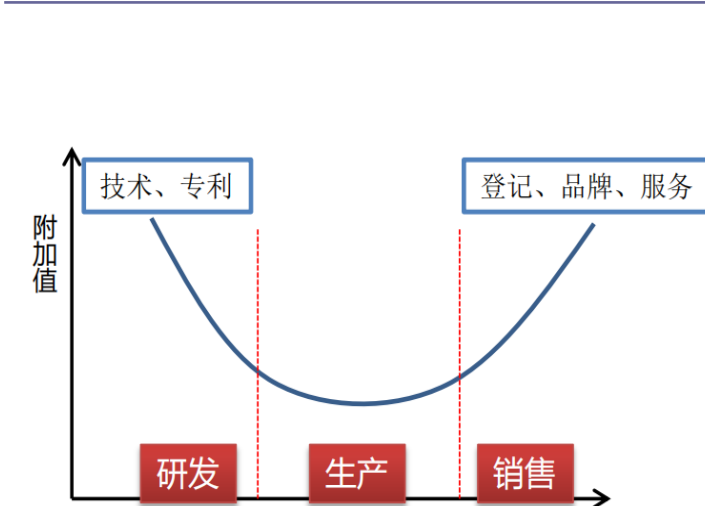 技术、专利
登记、品牌、服务
附加值
研发
生产
销售